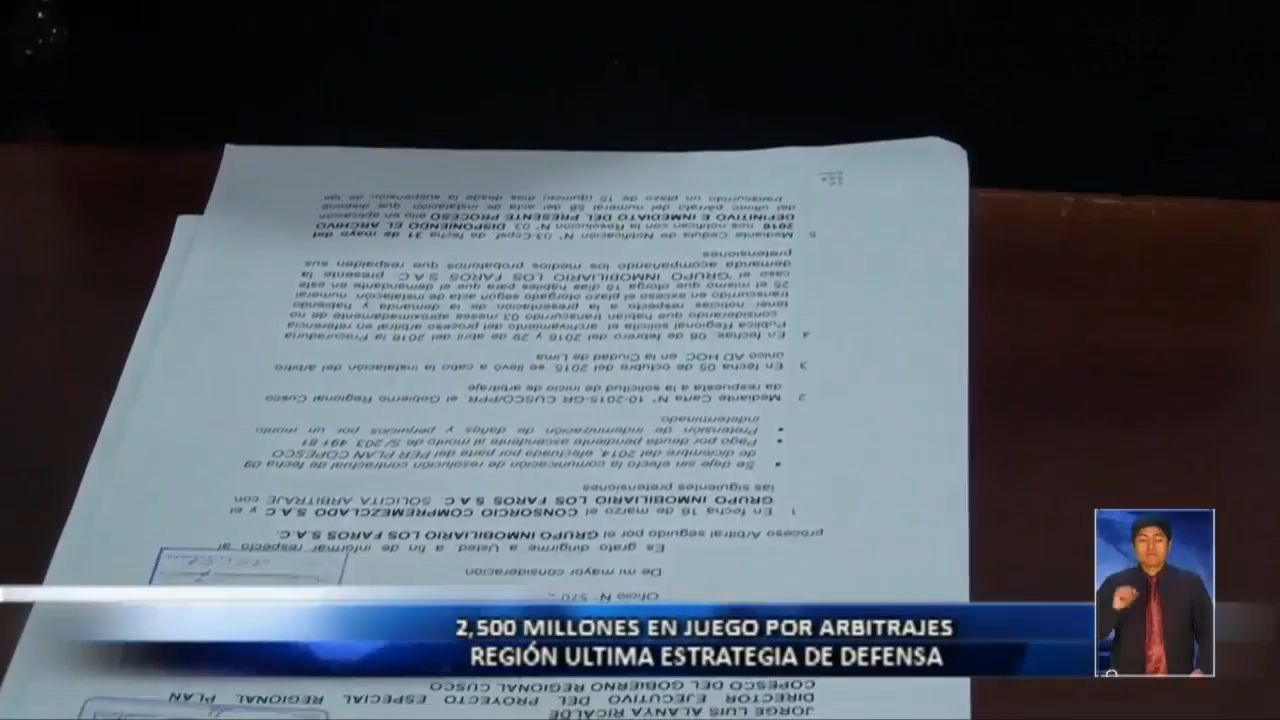 JORGE LUIS ALANYA RICALDE
DIRECTOR EJECUTIVO DEL PROYECTO ESPECIAL REGIONAL PLAN
COPESCO DEL GOBIERNO REGIONAL CUSCO
Oficio N° 570
De mi mayor consideración
Es grato dirigirme a Usted a fin de informar respecto al
proceso Arbitral seguido por el GRUPO INMOBILIARIO LOS FAROS S.A.C.
1 En fecha 16 de marzo el CONSORCIO COMPREMEZCLADO S.A.C y el
GRUPO INMOBILIARIO LOS FAROS S.A.C. SOLICITA ARBITRAJE con
las siguientes pretensiones
• Se deje sin efecto la comunicación de resolución contractual de fecha 09
de diciembre del 2014, efectuada por parte del PER PLAN COPESCO
• Pago por deuda pendiente ascendente al monto de S/ 203, 491 81
• Pretensión de indemnización de daños y perjuicios por un monto
indeterminado
2 Mediante Carta N° 10-2015-GR CUSCO/PPR, el Gobierno Regional Cusco
da respuesta a la solicitud de inicio de arbitraje
3 En fecha 05 de octubre del 2015 se llevó a cabo la instalación del árbitro
único AD HOC en la Ciudad de Lima
4 En fechas 08 de febrero del 2016 y 29 de abril del 2016 la Procuraduría
Pública Regional solicita el archivamiento del proceso arbitral en referencia
considerando que habían transcurrido 03 meses aproximadamente de no
tener noticias respecto a la presentación de la demanda y habiendo
transcurrido en exceso el plazo otorgado según acta de instalación numeral
25 el mismo que otorga 15 días hábiles para que el demandante en este
caso el "GRUPO INMOBILIARIO LOS FAROS S.A.C presente la
demanda acompañando los medios probatorios que respalden sus
pretensiones
5 Mediante Cédula de Notificación N° 03-Cepal de fecha 31 de mayo del
2016 nos notifican con la Resolución N° 03 DISPONIENDO EL ARCHIVO
DEFINITIVO E INMEDIATO DEL PRESENTE PROCESO ello en aplicación
del último párrafo del numeral 58 del acta de instalación que dispone
transcurrido un plazo de 15 (quince) días desde la suspensión de
2,500 MILLONES EN JUEGO POR ARBITRAJES
REGIÓN ULTIMA ESTRATEGIA DE DEFENSA